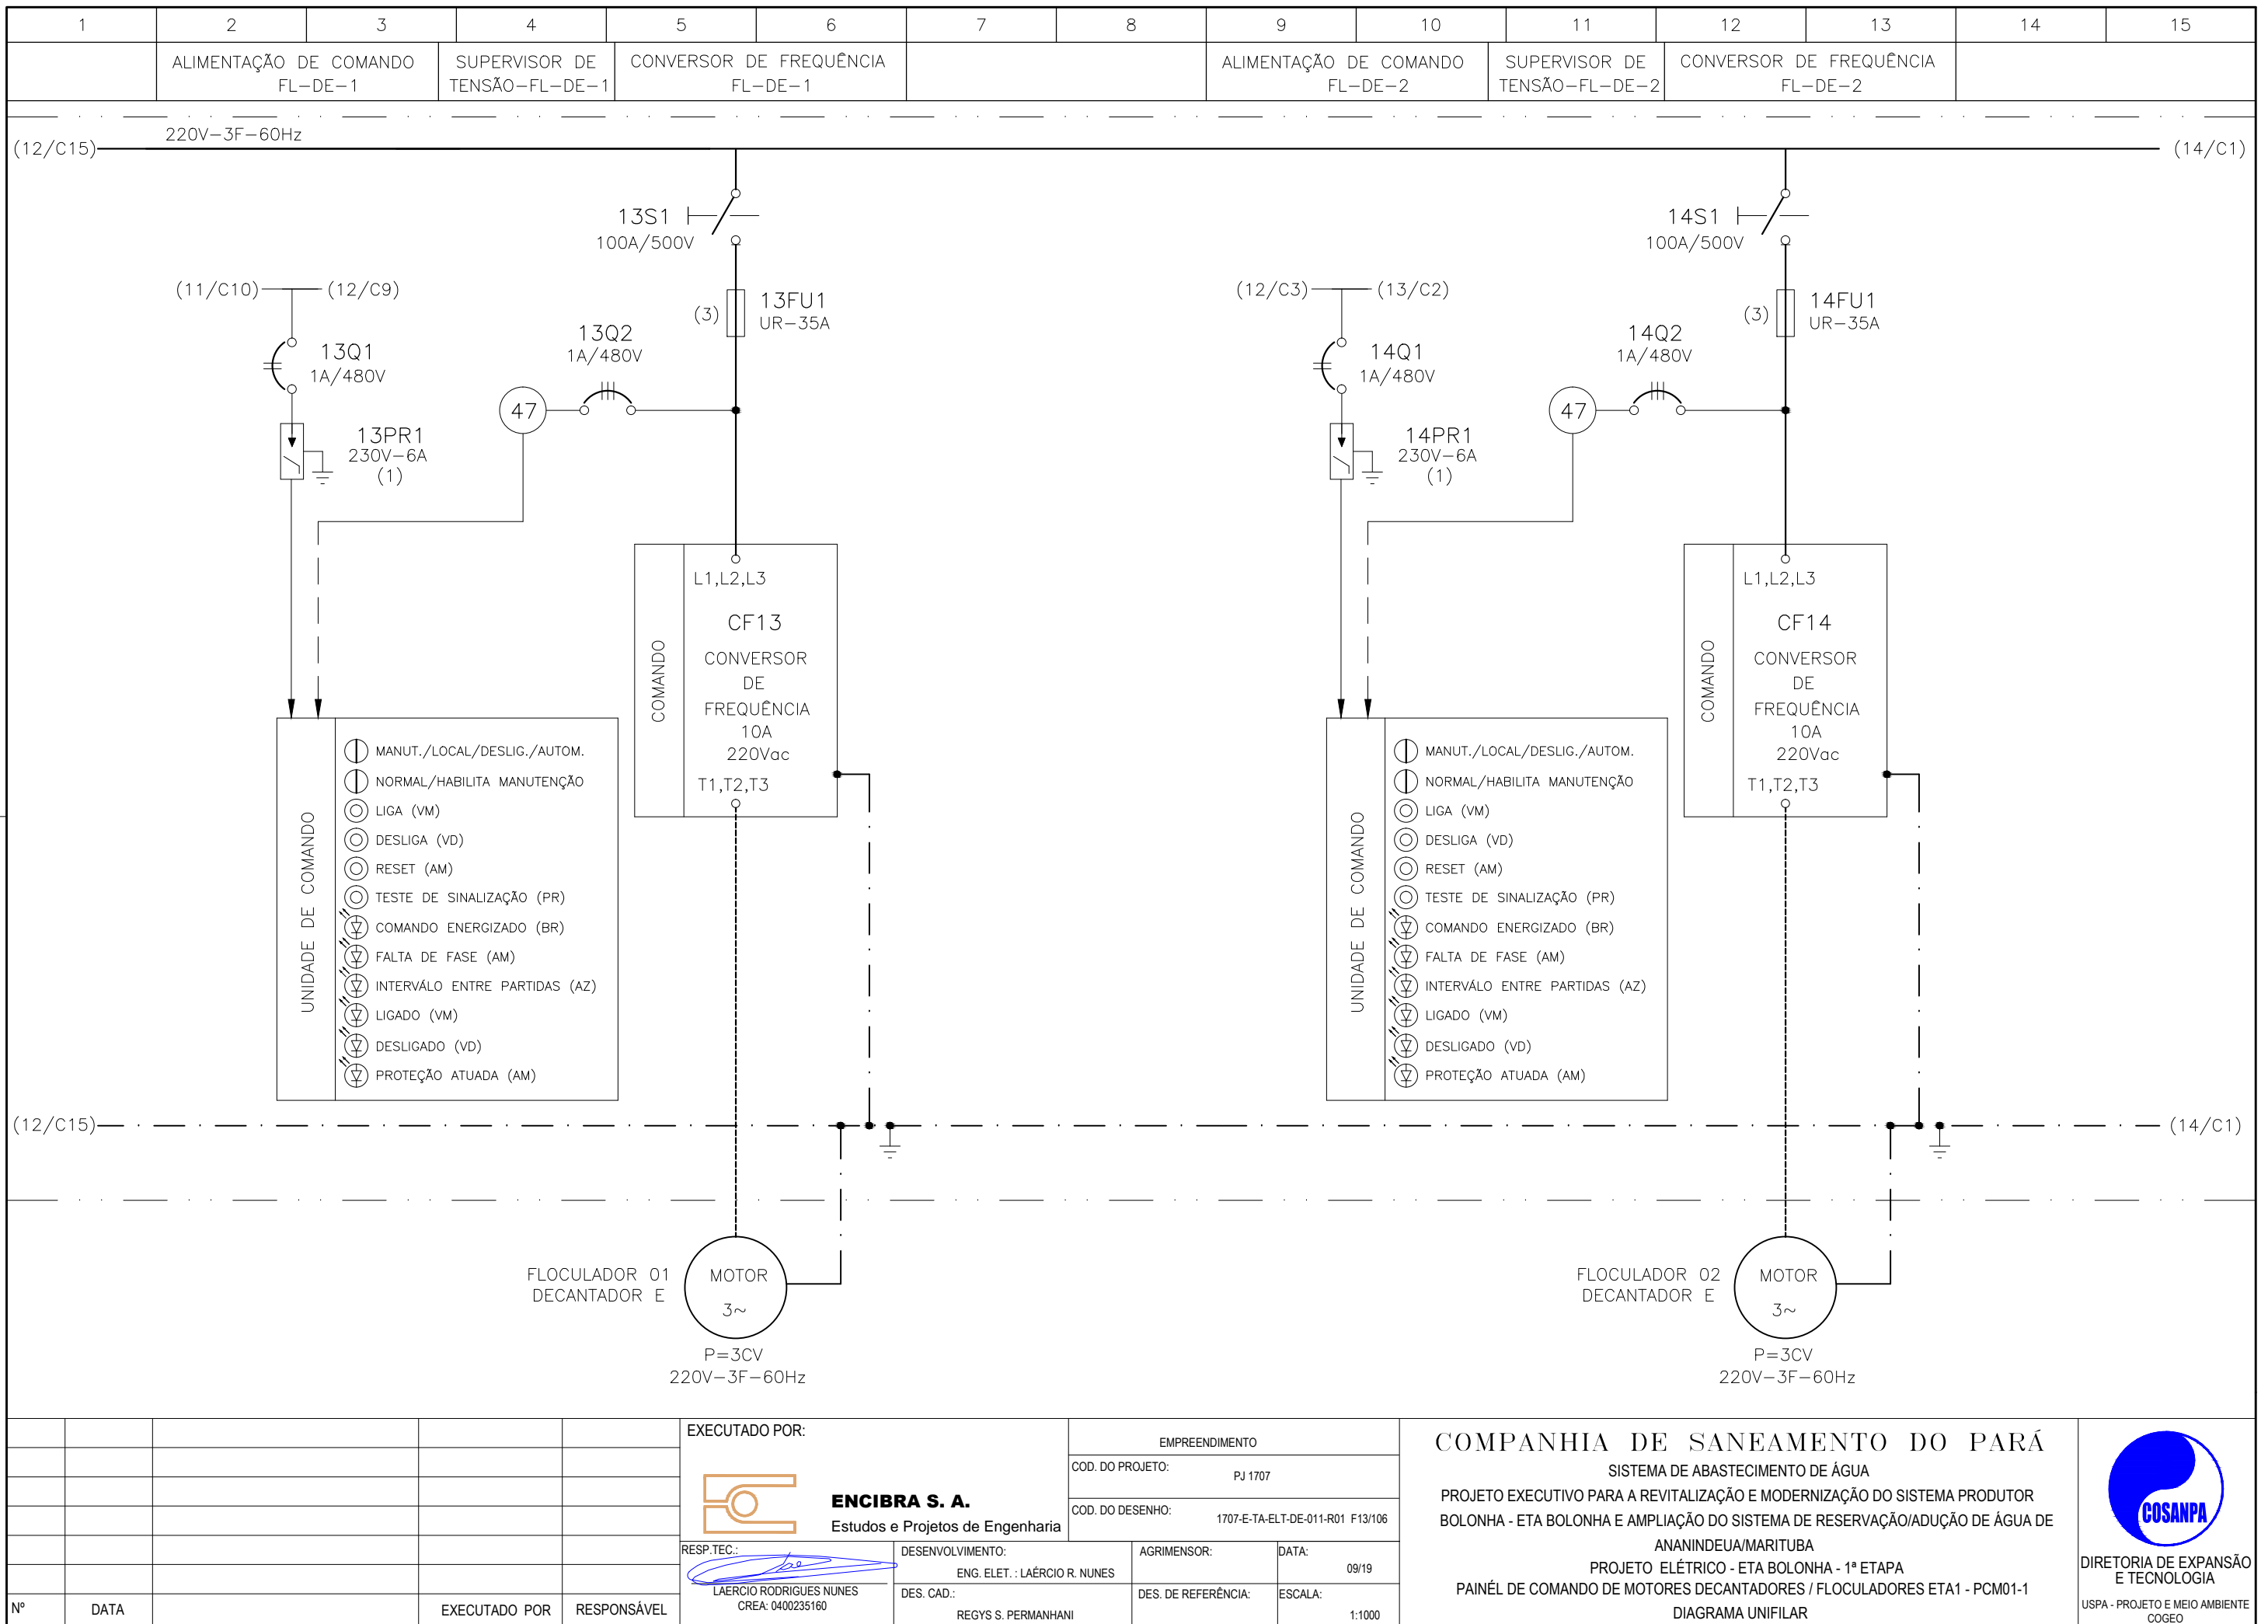 1 2 3 4 5 6 7 8 9 10 11 12 13 14 15
ALIMENTAÇÃO DE COMANDO
FL-DE-1
SUPERVISOR DE
TENSÃO-FL-DE-1
CONVERSOR DE FREQUÊNCIA
FL-DE-1
ALIMENTAÇÃO DE COMANDO
FL-DE-2
SUPERVISOR DE
TENSÃO-FL-DE-2
CONVERSOR DE FREQUÊNCIA
FL-DE-2
220V-3F-60Hz
(12/C15)
(14/C1)
13S1
100A/500V
(11/C10)
(12/C9)
(3)
13FU1
UR-35A
13Q1
1A/480V
13Q2
1A/480V
47
13PR1
230V-6A
(1)
COMANDO
L1,L2,L3
CF13
CONVERSOR
DE
FREQUÊNCIA
10A
220Vac
T1,T2,T3
UNIDADE DE COMANDO
MANUT./LOCAL/DESLIG./AUTOM.
NORMAL/HABILITA MANUTENÇÃO
LIGA (VM)
DESLIGA (VD)
RESET (AM)
TESTE DE SINALIZAÇÃO (PR)
COMANDO ENERGIZADO (BR)
FALTA DE FASE (AM)
INTERVÁLO ENTRE PARTIDAS (AZ)
LIGADO (VM)
DESLIGADO (VD)
PROTEÇÃO ATUADA (AM)
14S1
100A/500V
(12/C3)
(13/C2)
(3)
14FU1
UR-35A
14Q1
1A/480V
14Q2
1A/480V
47
14PR1
230V-6A
(1)
COMANDO
L1,L2,L3
CF14
CONVERSOR
DE
FREQUÊNCIA
10A
220Vac
T1,T2,T3
UNIDADE DE COMANDO
MANUT./LOCAL/DESLIG./AUTOM.
NORMAL/HABILITA MANUTENÇÃO
LIGA (VM)
DESLIGA (VD)
RESET (AM)
TESTE DE SINALIZAÇÃO (PR)
COMANDO ENERGIZADO (BR)
FALTA DE FASE (AM)
INTERVÁLO ENTRE PARTIDAS (AZ)
LIGADO (VM)
DESLIGADO (VD)
PROTEÇÃO ATUADA (AM)
(12/C15)
(14/C1)
FLOCULADOR 01
DECANTADOR E
MOTOR
3~
P=3CV
220V-3F-60Hz
FLOCULADOR 02
DECANTADOR E
MOTOR
3~
P=3CV
220V-3F-60Hz
Nº DATA EXECUTADO POR RESPONSÁVEL
EXECUTADO POR:
ENCIBRA S. A.
Estudos e Projetos de Engenharia
EMPREENDIMENTO
COD. DO PROJETO:
PJ 1707
COD. DO DESENHO:
1707-E-TA-ELT-DE-011-R01 F13/106
RESP.TEC.:
LAERCIO RODRIGUES NUNES
CREA: 0400235160
DESENVOLVIMENTO:
ENG. ELET. : LAÉRCIO R. NUNES
AGRIMENSOR:
DATA:
09/19
DES. CAD.:
REGYS S. PERMANHANI
DES. DE REFERÊNCIA:
ESCALA:
1:1000
COMPANHIA DE SANEAMENTO DO PARÁ
SISTEMA DE ABASTECIMENTO DE ÁGUA
PROJETO EXECUTIVO PARA A REVITALIZAÇÃO E MODERNIZAÇÃO DO SISTEMA PRODUTOR
BOLONHA - ETA BOLONHA E AMPLIAÇÃO DO SISTEMA DE RESERVAÇÃO/ADUÇÃO DE ÁGUA DE
ANANINDEUA/MARITUBA
PROJETO ELÉTRICO - ETA BOLONHA - 1ª ETAPA
PAINÉL DE COMANDO DE MOTORES DECANTADORES / FLOCULADORES ETA1 - PCM01-1
DIAGRAMA UNIFILAR
COSANPA
DIRETORIA DE EXPANSÃO
E TECNOLOGIA
USPA - PROJETO E MEIO AMBIENTE
COGEO